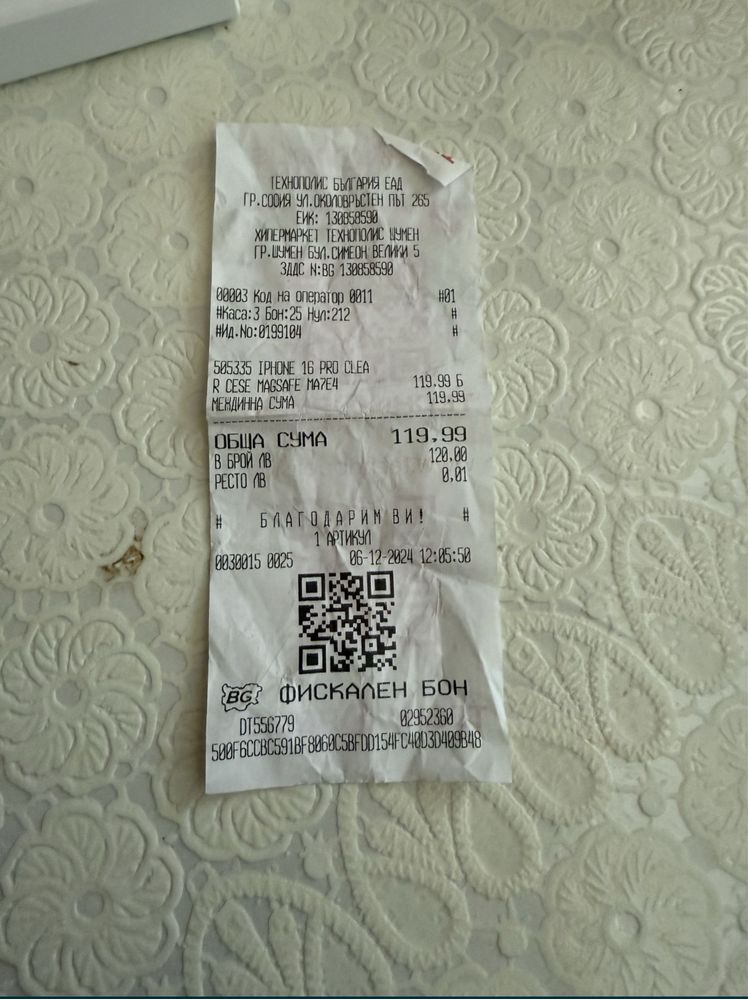 ТЕХНОПОЛИС БЪЛГАРИЯ ЕАД
ГР.СОФИЯ УЛ.ОКОЛОВРЪСТЕН ПЪТ 265
ЕИК: 130858590
ХИПЕРМАРКЕТ ТЕХНОПОЛИС ШУМЕН
ГР.ШУМЕН БУЛ.СИМЕОН ВЕЛИКИ 5
ЗДДС N:BG 130858590
00003 Код на оператор 0011 #01
#Каса:3 Бон:25 Нул:212 #
#Ид.No:0199104 #
505335 IPHONE 16 PRO CLEA
R CESE MAGSAFE MA7E4 119.99 Б
МЕЖДИННА СУМА 119.99
ОБЩА СУМА 119.99
В БРОЙ ЛВ 120.00
РЕСТО ЛВ 0,01
# БЛАГОДАРИМ ВИ! #
1 АРТИКУЛ
0030015 0025 06-12-2024 12:05:50
BG ФИСКАЛЕН БОН
DT556779 02952360
500F6CCBC591BF8060C5BFDD154FC40D3D409B48